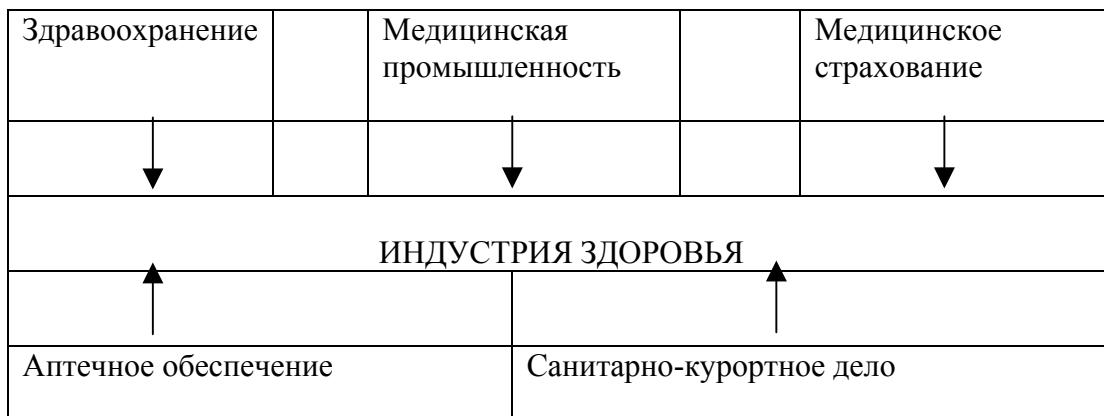 Здравоохранение
Медицинская
промышленность
Медицинское
страхование
ИНДУСТРИЯ ЗДОРОВЬЯ
Аптечное обеспечение
Санитарно-курортное дело